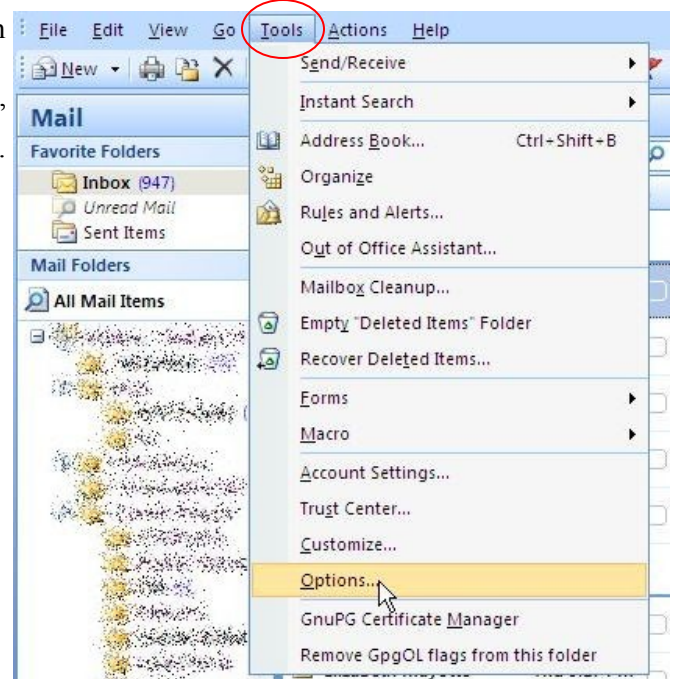 File Edit View Go Tools Actions Help
New
Send/Receive
Instant Search
Mail
Address Book... Ctrl+Shift+B
Favorite Folders
Organize
Inbox (947)
Unread Mail
Rules and Alerts...
Sent Items
Out of Office Assistant...
Mail Folders
Mailbox Cleanup...
All Mail Items
Empty "Deleted Items" Folder
Recover Deleted Items...
Forms
Macro
Account Settings...
Trust Center...
Customize...
Options...
GnuPG Certificate Manager
Remove GpgOL flags from this folder